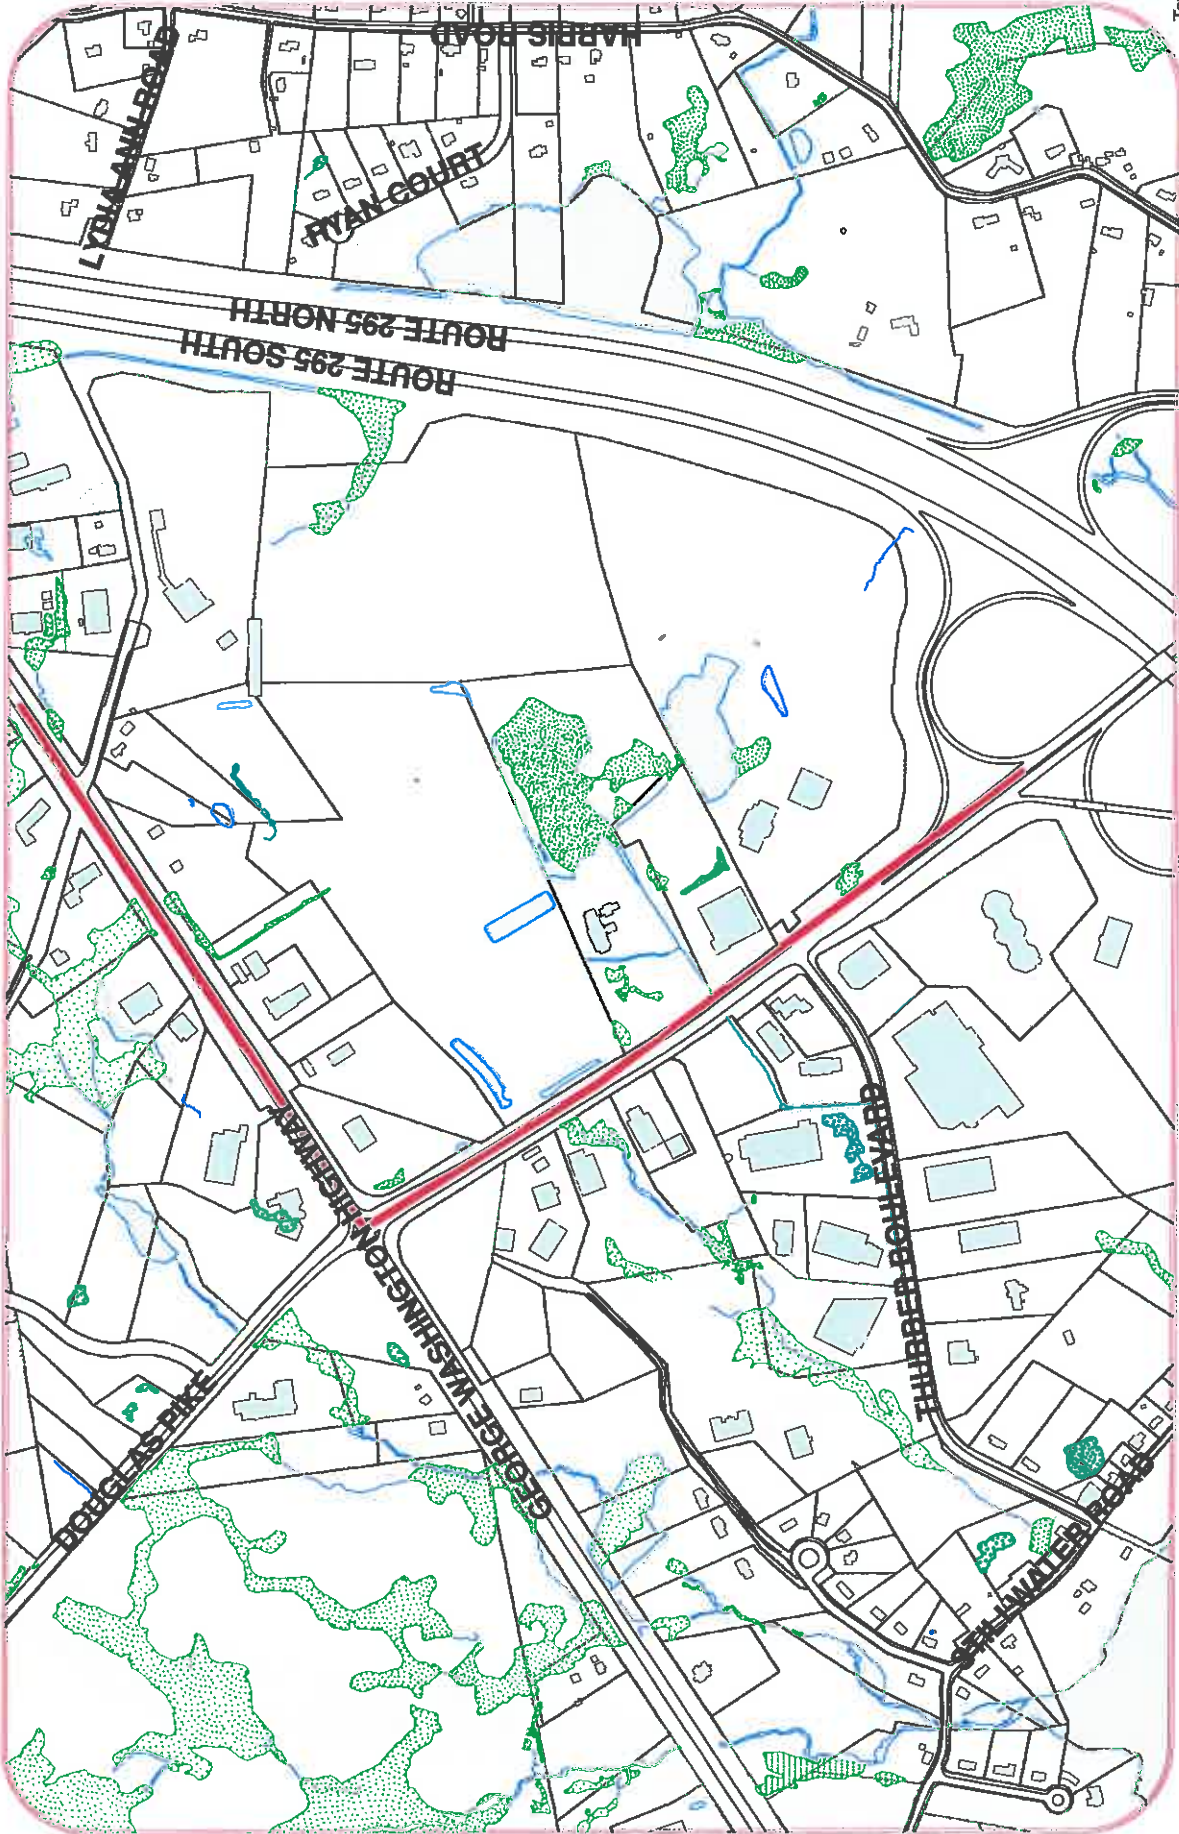 HARRIS ROAD
LYDIA ANN ROAD
RYAN COURT
ROUTE 295 NORTH
ROUTE 295 SOUTH
GEORGE WASHINGTON HIGHWAY
THURBER BOULEVARD
DOUGLAS PIKE
STILLWATER ROAD